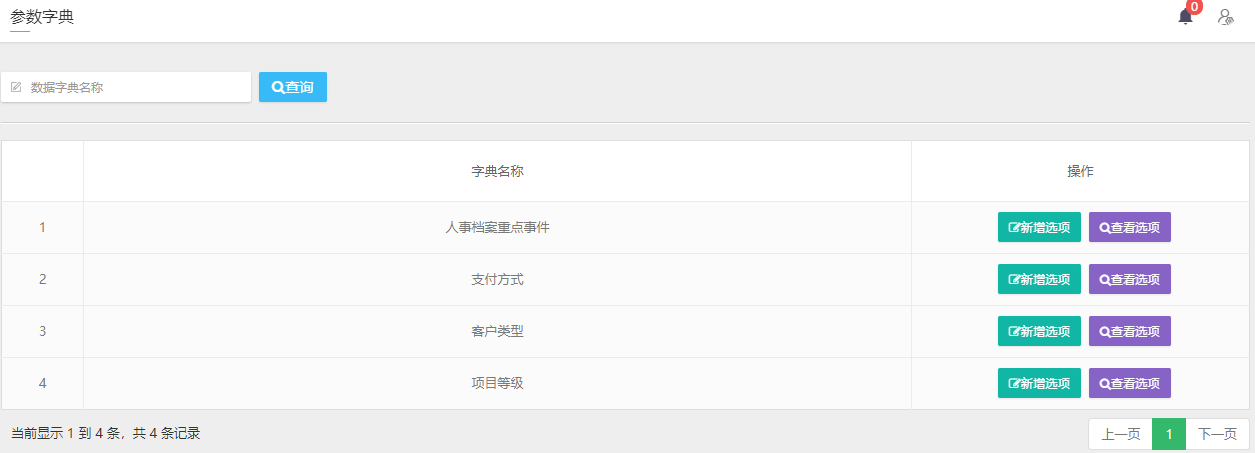 参数字典
0
数据字典名称
查询
字典名称 操作
1 人事档案重点事件 新增选项 查看选项
2 支付方式 新增选项 查看选项
3 客户类型 新增选项 查看选项
4 项目等级 新增选项 查看选项
当前显示 1 到 4 条，共 4 条记录
上一页 1 下一页